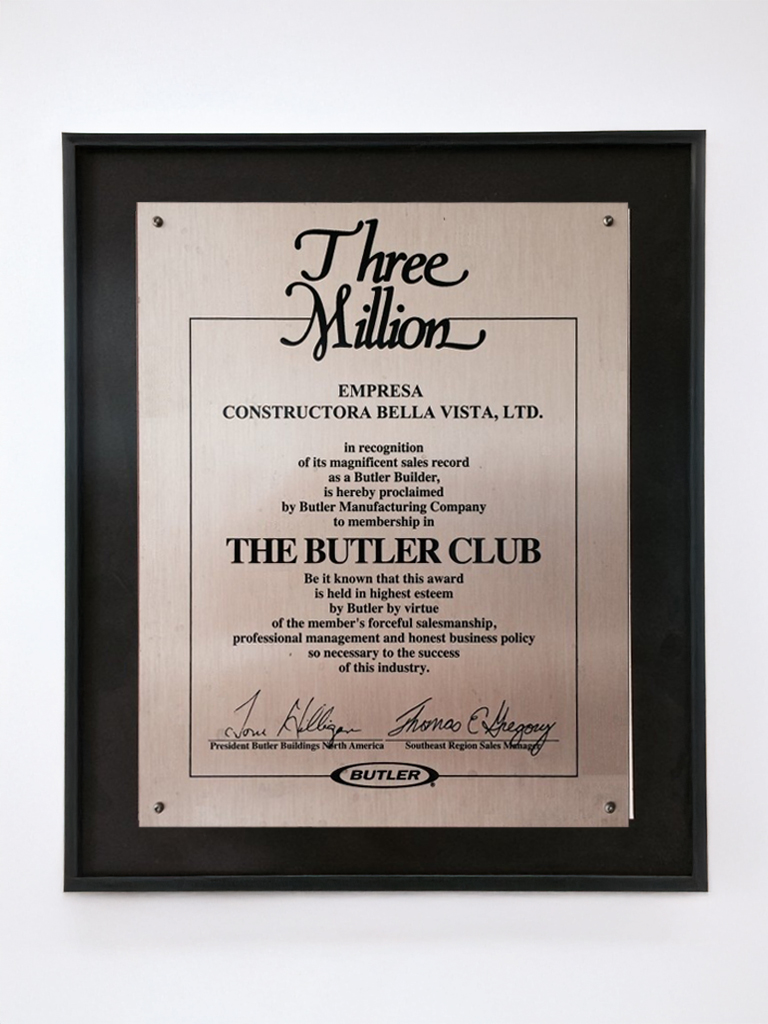 Three
Million
EMPRESA
CONSTRUCTORA BELLA VISTA, LTD.
in recognition
of its magnificent sales record
as a Butler Builder,
is hereby proclaimed
by Butler Manufacturing Company
to membership in
THE BUTLER CLUB
Be it known that this award
is held in highest esteem
by Butler by virtue
of the member's forceful salesmanship,
professional management and honest business policy
so necessary to the success
of this industry.
Thomas E Gregory
President Butler Buildings North America Southeast Region Sales Manager
BUTLER